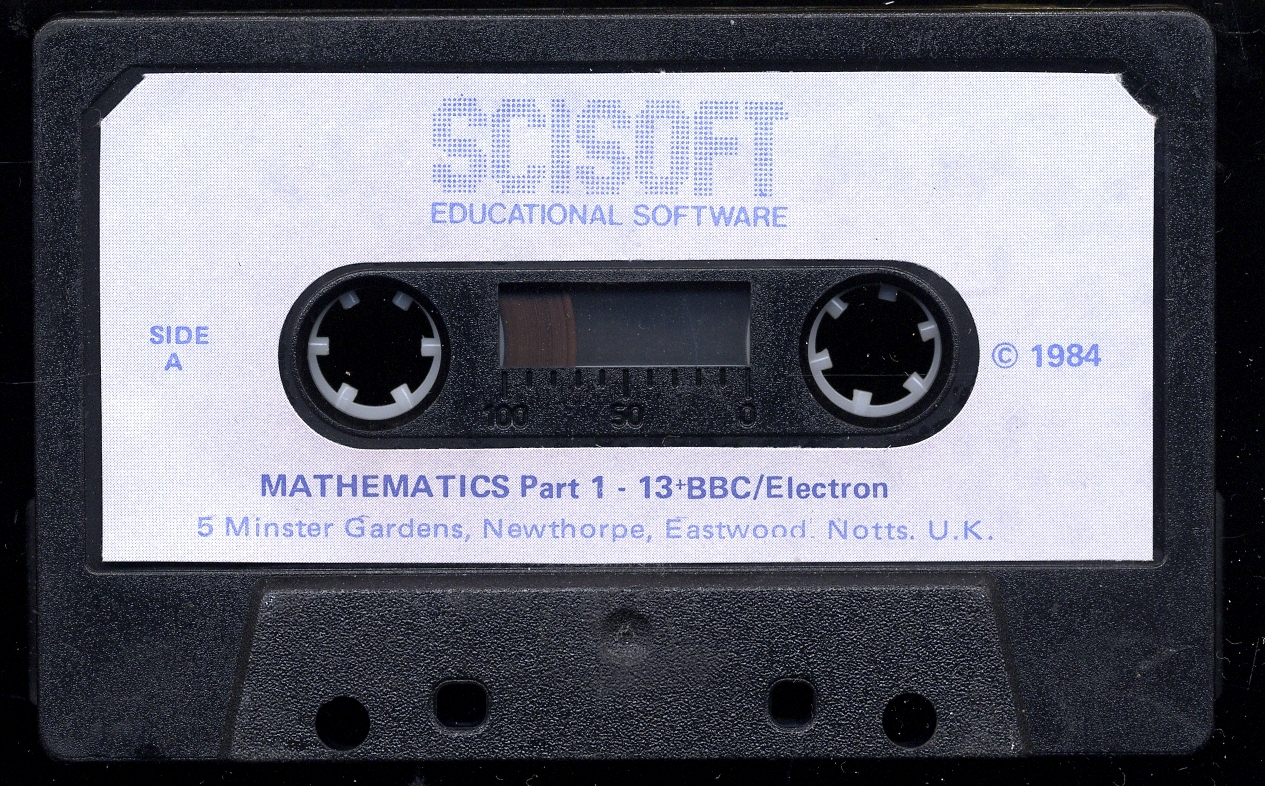 SCISOFT
EDUCATIONAL SOFTWARE
SIDE
A
© 1984
100 50 0
MATHEMATICS Part 1 - 13+BBC/Electron
5 Minster Gardens, Newthorpe, Eastwood. Notts. U.K.